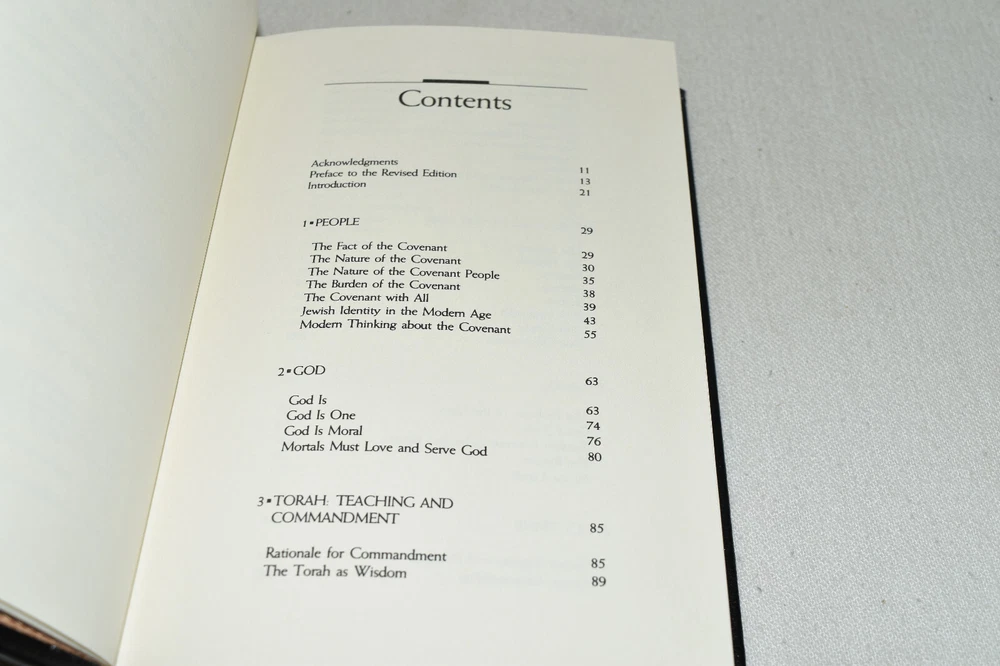 Contents
Acknowledgments 11
Preface to the Revised Edition 13
Introduction 21
1 ▪ PEOPLE 29
The Fact of the Covenant 29
The Nature of the Covenant 30
The Nature of the Covenant People 35
The Burden of the Covenant 38
The Covenant with All 39
Jewish Identity in the Modern Age 43
Modern Thinking about the Covenant 55
2 ▪ GOD 63
God Is 63
God Is One 74
God Is Moral 76
Mortals Must Love and Serve God 80
3 ▪ TORAH: TEACHING AND
COMMANDMENT 85
Rationale for Commandment 85
The Torah as Wisdom 89